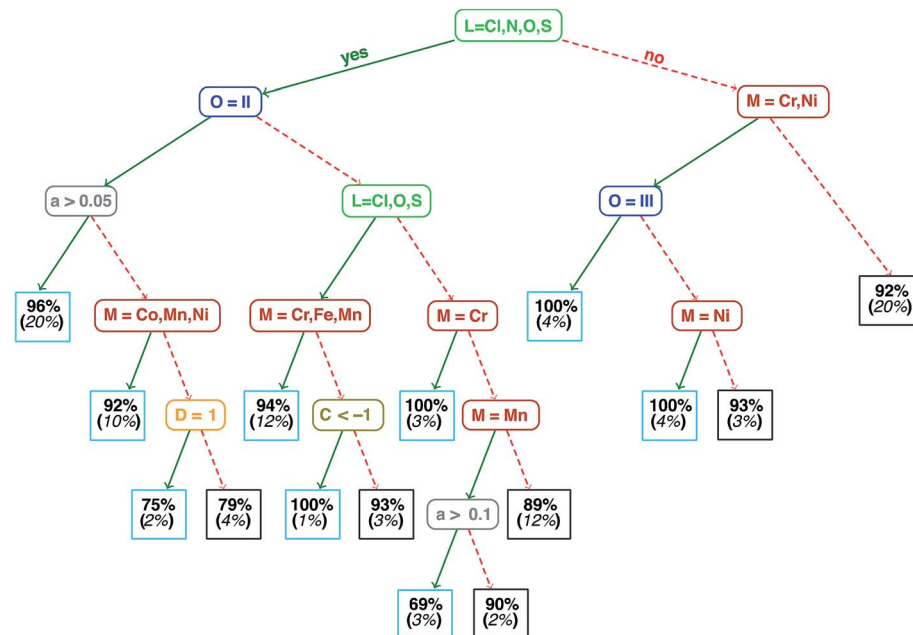 L=Cl,N,O,S
yes
no
O = II
M = Cr,Ni
a > 0.05
L=Cl,O,S
O = III
96%
(20%)
M = Co,Mn,Ni
M = Cr,Fe,Mn
M = Cr
100%
(4%)
M = Ni
92%
(20%)
92%
(10%)
D = 1
94%
(12%)
C < −1
100%
(3%)
M = Mn
100%
(4%)
93%
(3%)
75%
(2%)
79%
(4%)
100%
(1%)
93%
(3%)
a > 0.1
89%
(12%)
69%
(3%)
90%
(2%)